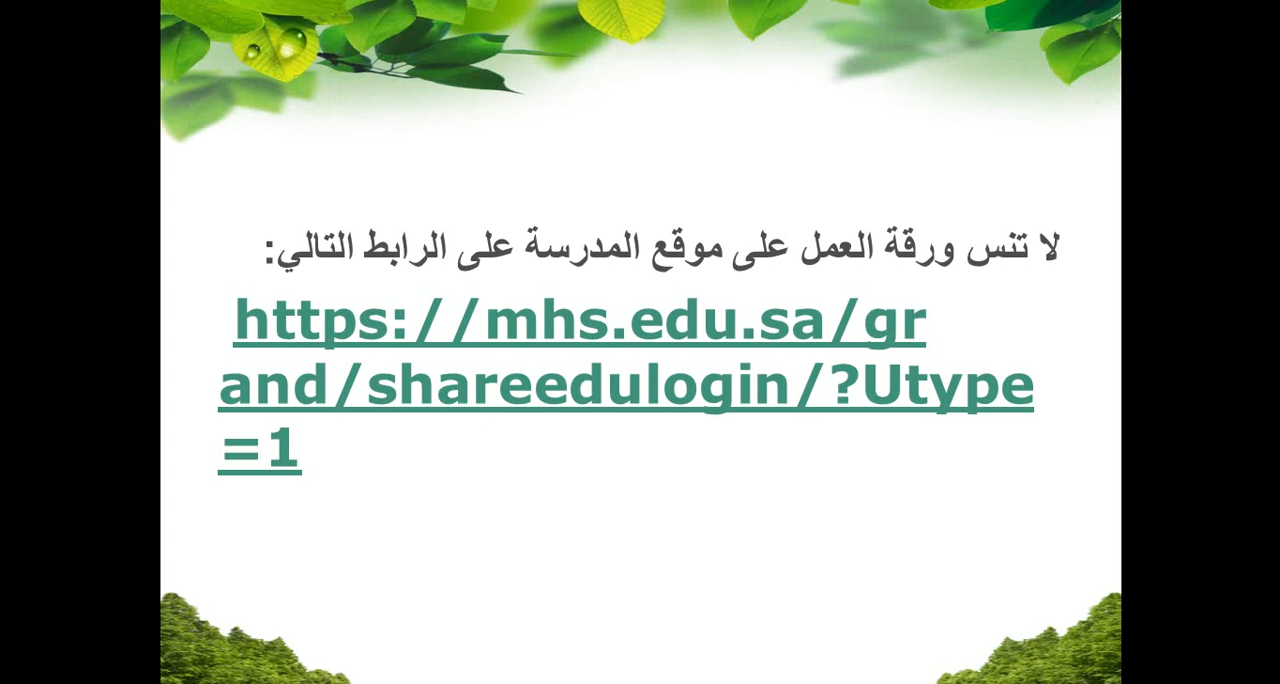 لا تنس ورقة العمل على موقع المدرسة على الرابط التالي:
https://mhs.edu.sa/gr
and/shareedulogin/?Utype
=1